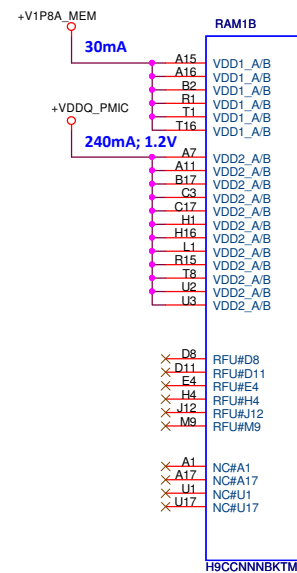 +V1P8A_MEM
RAM1B
30mA
A15 VDD1_A/B
A16 VDD1_A/B
B2 VDD1_A/B
R1 VDD1_A/B
T1 VDD1_A/B
T16 VDD1_A/B
+VDDQ_PMIC
240mA; 1.2V
A7 VDD2_A/B
A11 VDD2_A/B
B17 VDD2_A/B
C3 VDD2_A/B
C17 VDD2_A/B
H1 VDD2_A/B
H16 VDD2_A/B
L1 VDD2_A/B
R15 VDD2_A/B
T8 VDD2_A/B
U2 VDD2_A/B
U3 VDD2_A/B
D8 RFU#D8
D11 RFU#D11
E4 RFU#E4
H4 RFU#H4
J12 RFU#J12
M9 RFU#M9
A1 NC#A1
A17 NC#A17
U1 NC#U1
U17 NC#U17
H9CCNNNBKTM